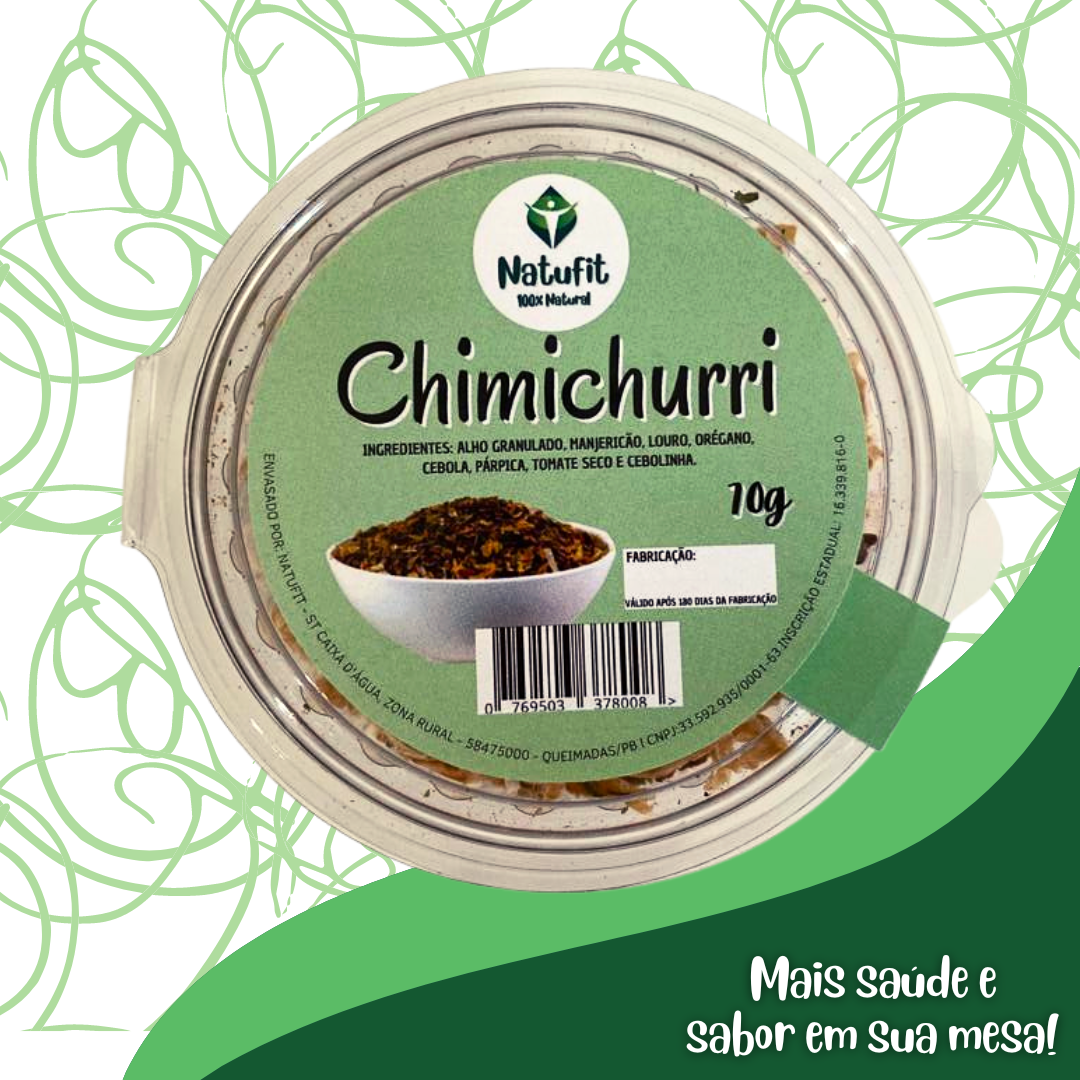 Natufit
100% Natural
Chimichurri
INGREDIENTES: ALHO GRANULADO, MANJERICÃO, LOURO, ORÉGANO,
CEBOLA, PÁRPICA, TOMATE SECO E CEBOLINHA.
70g
FABRICAÇÃO:
VÁLIDO APÓS 180 DIAS DA FABRICAÇÃO
0 769503 378008 >
ENVASADO POR: NATUFIT - ST CAIXA D'ÁGUA, ZONA RURAL - 58475000 - QUEIMADAS/PB | CNPJ:33.592.935/0001-63 INSCRIÇÃO ESTADUAL: 16.339.816-0
Mais saúde e
sabor em sua mesa!